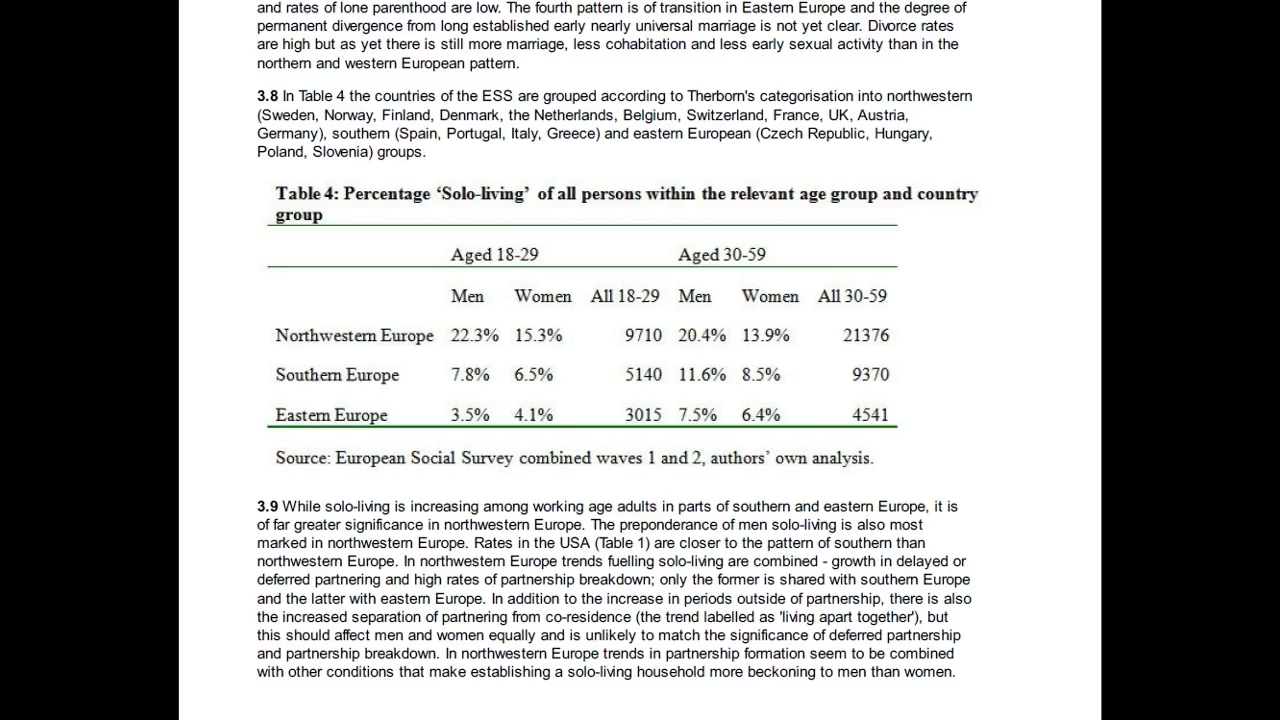 and rates of lone parenthood are low. The fourth pattern is of transition in Eastern Europe and the degree of
permanent divergence from long established early nearly universal marriage is not yet clear. Divorce rates
are high but as yet there is still more marriage, less cohabitation and less early sexual activity than in the
northern and western European pattern.
3.8 In Table 4 the countries of the ESS are grouped according to Therborn's categorisation into northwestern
(Sweden, Norway, Finland, Denmark, the Netherlands, Belgium, Switzerland, France, UK, Austria,
Germany), southern (Spain, Portugal, Italy, Greece) and eastern European (Czech Republic, Hungary,
Poland, Slovenia) groups.
Table 4: Percentage ‘Solo-living’ of all persons within the relevant age group and country
group
Aged 18-29 Aged 30-59
Men Women All 18-29 Men Women All 30-59
Northwestern Europe 22.3% 15.3% 9710 20.4% 13.9% 21376
Southern Europe 7.8% 6.5% 5140 11.6% 8.5% 9370
Eastern Europe 3.5% 4.1% 3015 7.5% 6.4% 4541
Source: European Social Survey combined waves 1 and 2, authors’ own analysis.
3.9 While solo-living is increasing among working age adults in parts of southern and eastern Europe, it is
of far greater significance in northwestern Europe. The preponderance of men solo-living is also most
marked in northwestern Europe. Rates in the USA (Table 1) are closer to the pattern of southern than
northwestern Europe. In northwestern Europe trends fuelling solo-living are combined - growth in delayed or
deferred partnering and high rates of partnership breakdown; only the former is shared with southern Europe
and the latter with eastern Europe. In addition to the increase in periods outside of partnership, there is also
the increased separation of partnering from co-residence (the trend labelled as 'living apart together'), but
this should affect men and women equally and is unlikely to match the significance of deferred partnership
and partnership breakdown. In northwestern Europe trends in partnership formation seem to be combined
with other conditions that make establishing a solo-living household more beckoning to men than women.